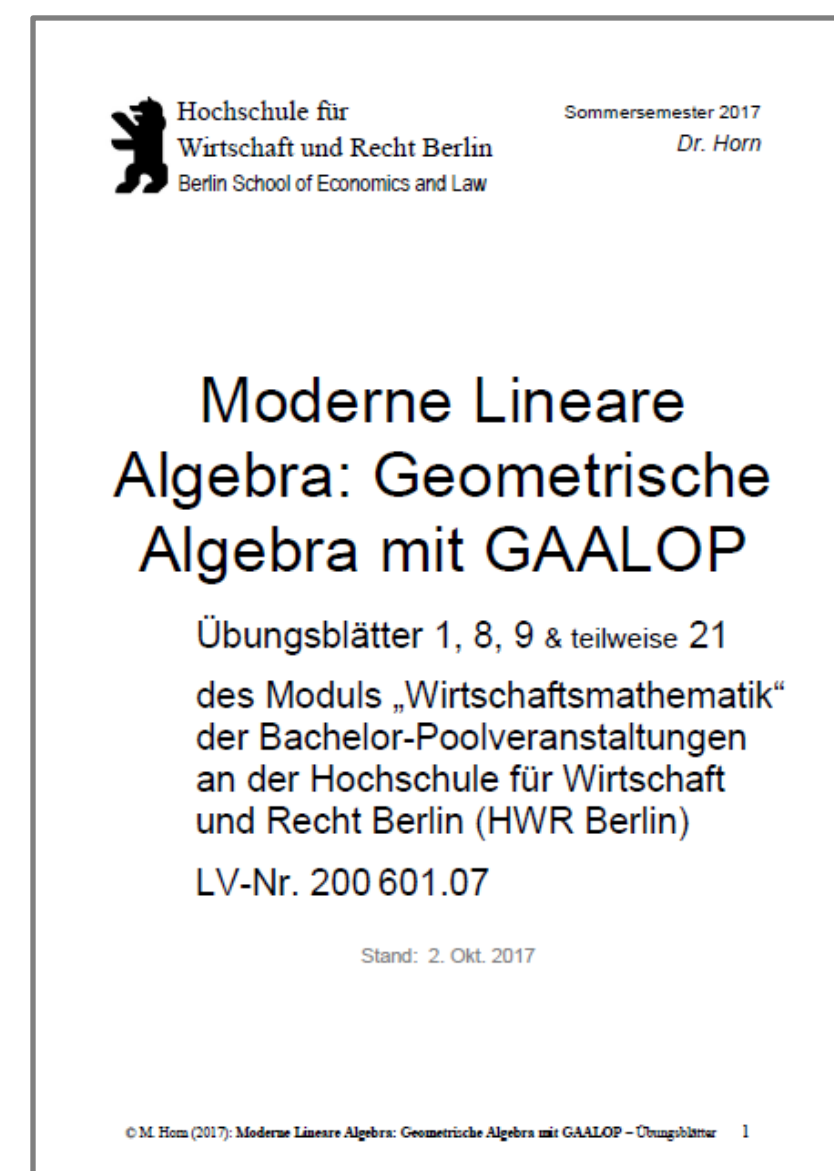 Hochschule für
Wirtschaft und Recht Berlin
Berlin School of Economics and Law
Sommersemester 2017
Dr. Horn
Moderne Lineare
Algebra: Geometrische
Algebra mit GAALOP
Übungsblätter 1, 8, 9 & teilweise 21
des Moduls „Wirtschaftsmathematik“
der Bachelor-Poolveranstaltungen
an der Hochschule für Wirtschaft
und Recht Berlin (HWR Berlin)
LV-Nr. 200 601.07
Stand: 2. Okt. 2017
© M. Horn (2017): Moderne Lineare Algebra: Geometrische Algebra mit GAALOP – Übungsblätter 1